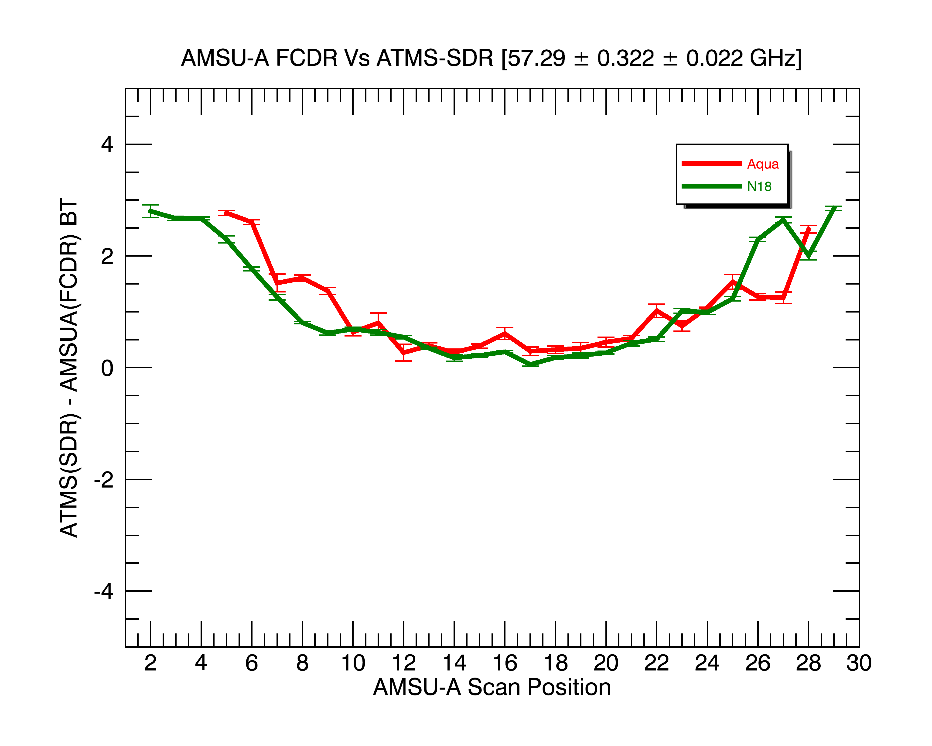 AMSU-A FCDR Vs ATMS-SDR [57.29 ± 0.322 ± 0.022 GHz]
Aqua
N18
4
2
0
-2
-4
ATMS(SDR) - AMSUA(FCDR) BT
2 4 6 8 10 12 14 16 18 20 22 24 26 28 30
AMSU-A Scan Position